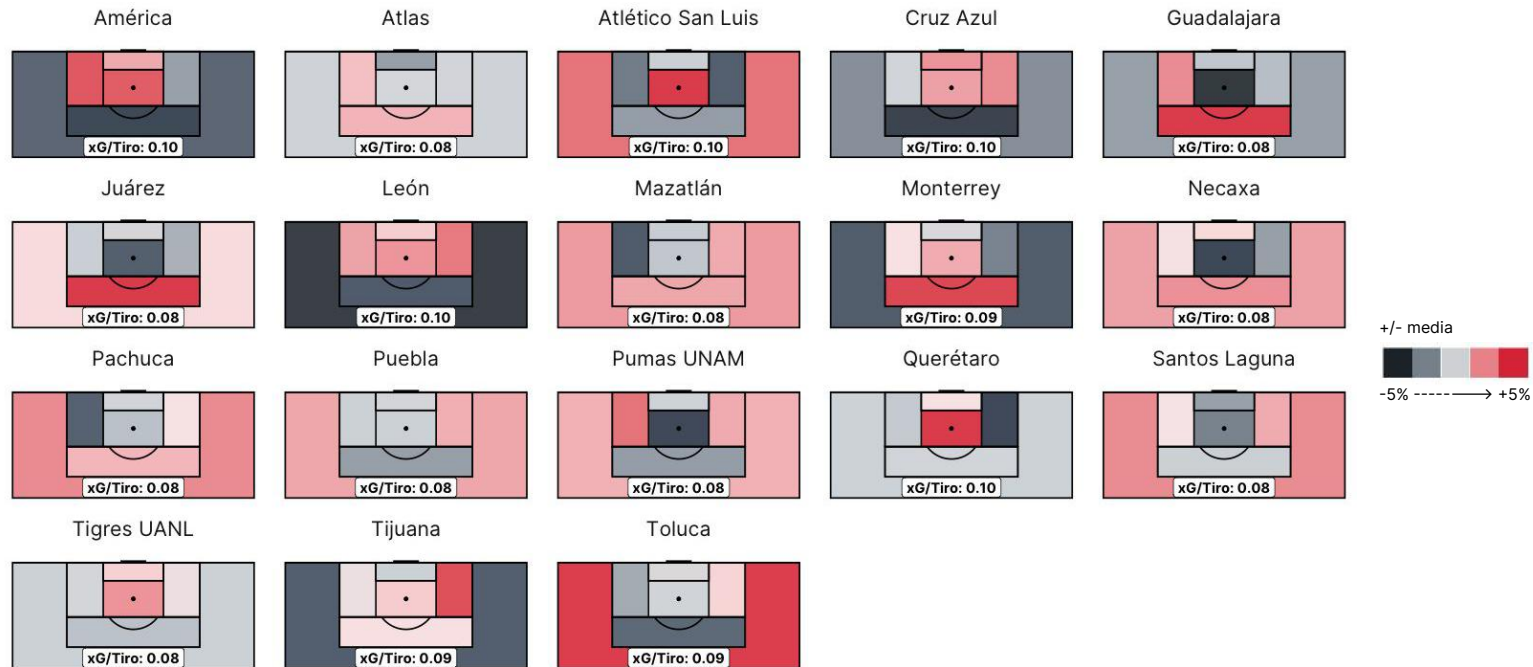 América Atlas Atlético San Luis Cruz Azul Guadalajara
xG/Tiro: 0.10 xG/Tiro: 0.08 xG/Tiro: 0.10 xG/Tiro: 0.10 xG/Tiro: 0.08
Juárez León Mazatlán Monterrey Necaxa
xG/Tiro: 0.08 xG/Tiro: 0.10 xG/Tiro: 0.08 xG/Tiro: 0.09 xG/Tiro: 0.08
+/- media
-5% +5%
Pachuca Puebla Pumas UNAM Querétaro Santos Laguna
xG/Tiro: 0.08 xG/Tiro: 0.08 xG/Tiro: 0.08 xG/Tiro: 0.10 xG/Tiro: 0.08
Tigres UANL Tijuana Toluca
xG/Tiro: 0.08 xG/Tiro: 0.09 xG/Tiro: 0.09